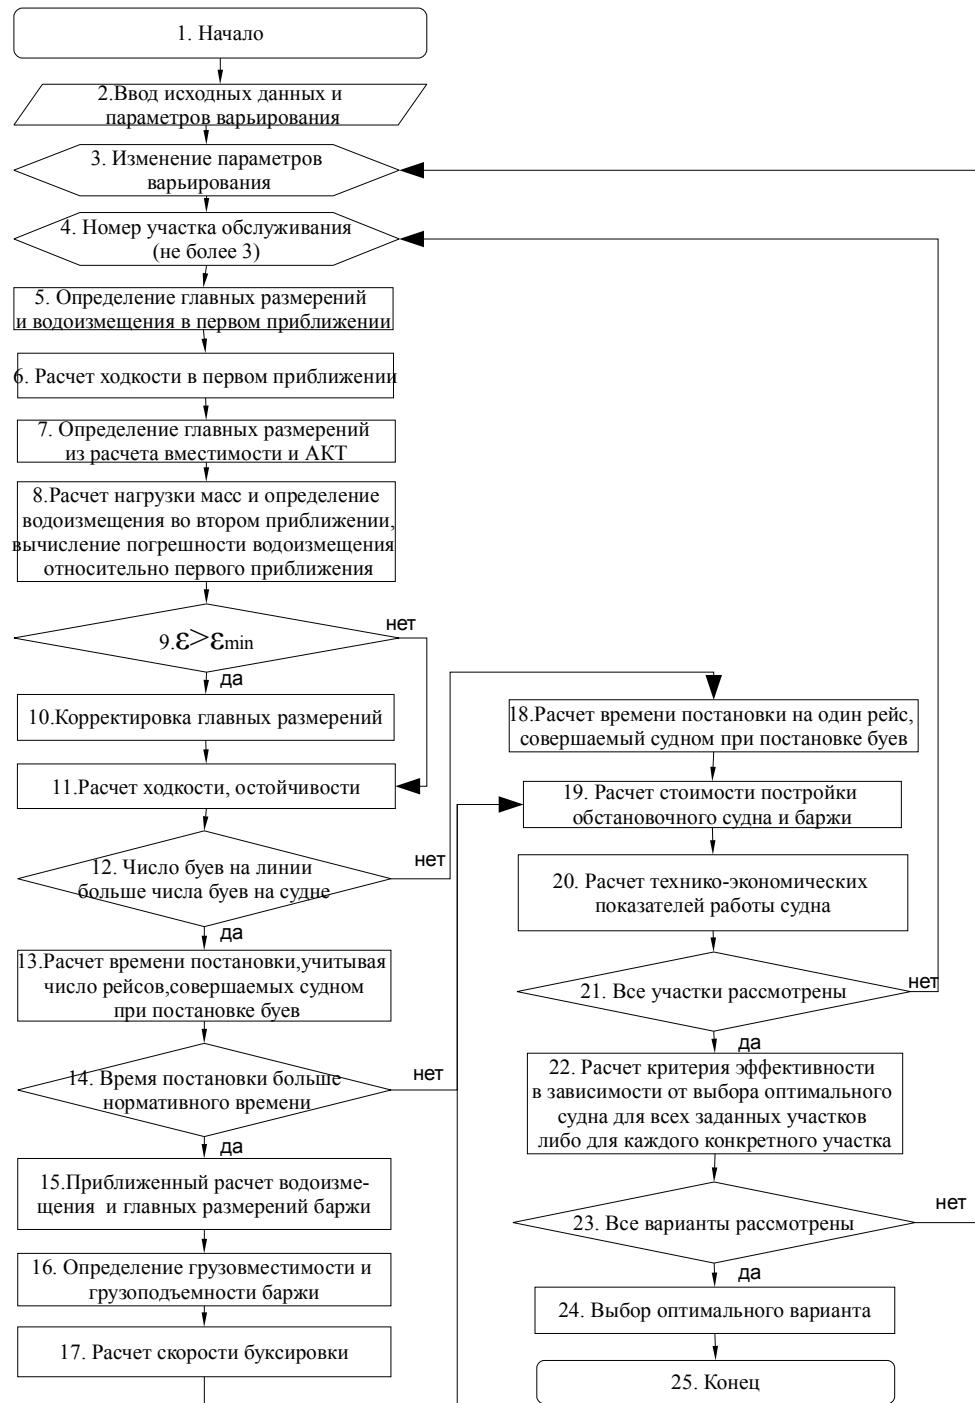 1. Начало
2.Ввод исходных данных и
параметров варьирования
3. Изменение параметров
варьирования
4. Номер участка обслуживания
(не более 3)
5. Определение главных размерений
и водоизмещения в первом приближении
6. Расчет ходкости в первом приближении
7. Определение главных размерений
из расчета вместимости и АКТ
8.Расчет нагрузки масс и определение
водоизмещения во втором приближении,
вычисление погрешности водоизмещения
относительно первого приближения
9.ε>εmin
нет
да
10.Корректировка главных размерений
11.Расчет ходкости, остойчивости
12. Число буев на линии
больше числа буев на судне
нет
да
13.Расчет времени постановки,учитывая
число рейсов,совершаемых судном
при постановке буев
14. Время постановки больше
нормативного времени
нет
да
15.Приближенный расчет водоизме-
щения и главных размерений баржи
16. Определение грузовместимости и
грузоподъемности баржи
17. Расчет скорости буксировки
18.Расчет времени постановки на один рейс,
совершаемый судном при постановке буев
19. Расчет стоимости постройки
обстановочного судна и баржи
20. Расчет технико-экономических
показателей работы судна
21. Все участки рассмотрены
нет
да
22. Расчет критерия эффективности
в зависимости от выбора оптимального
судна для всех заданных участков
либо для каждого конкретного участка
23. Все варианты рассмотрены
нет
да
24. Выбор оптимального варианта
25. Конец